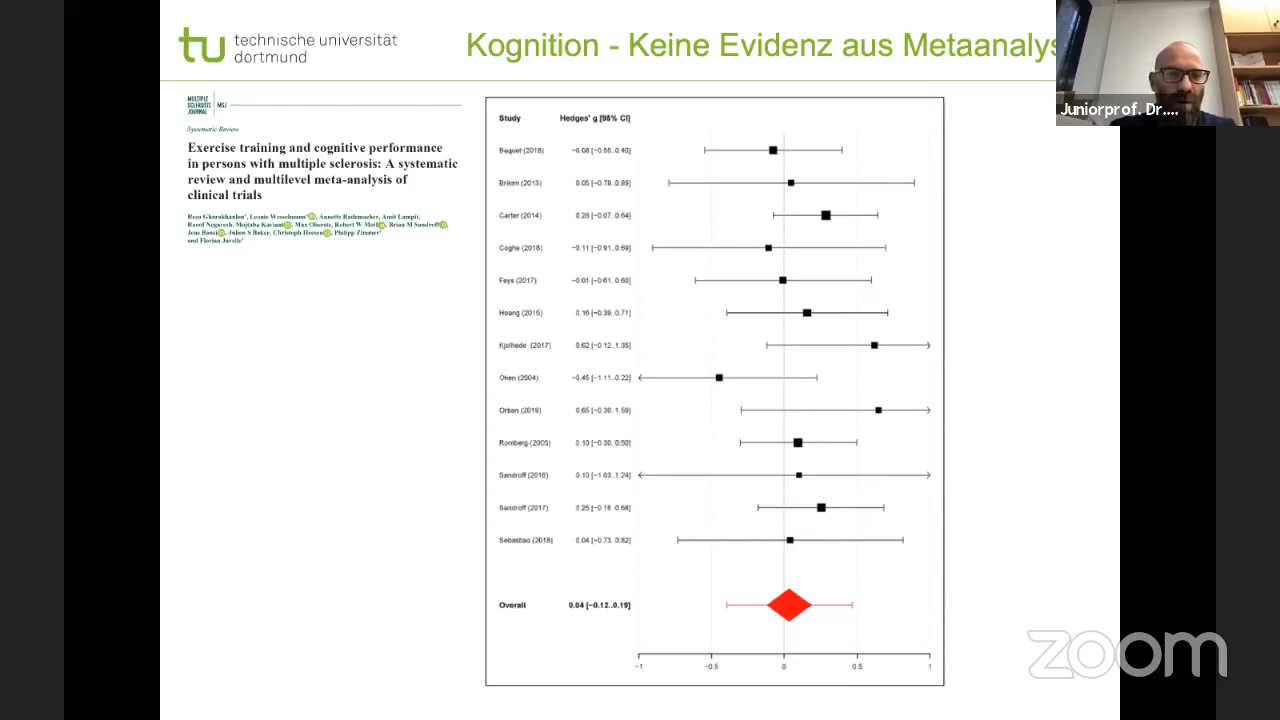 technische universität
dortmund
Kognition - Keine Evidenz aus Metaanalys
Juniorprof. Dr....
MULTIPLE
SCLEROSIS
JOURNAL
MSJ
Systematic Review
Exercise training and cognitive performance
in persons with multiple sclerosis: A systematic
review and multilevel meta-analysis of
clinical trials
Reza Gharakhanlou*, Leonie Wesselmann*, Annette Rademacher, Amit Lampit,
Raoof Negaresh, Mojtaba Kaviani, Max Oberste, Robert W Motl, Brian M Sandroff,
Jens Bansi, Julien S Baker, Christoph Heesen, Philipp Zimmer†
and Florian Javelle†
Study Hedges' g [95% CI]
Baquet (2018) −0.08 [−0.55..0.40]
Briken (2013) 0.05 [−0.79..0.89]
Carter (2014) 0.28 [−0.07..0.64]
Coghe (2018) −0.11 [−0.91..0.69]
Feys (2017) −0.01 [−0.61..0.60]
Hoang (2015) 0.16 [−0.39..0.71]
Kjolhede (2017) 0.62 [−0.12..1.35]
Oken (2004) −0.45 [−1.11..0.22]
Orban (2019) 0.65 [−0.30..1.59]
Romberg (2005) 0.10 [−0.30..0.50]
Sandroff (2016) 0.10 [−1.03..1.24]
Sandroff (2017) 0.25 [−0.18..0.68]
Sebastiao (2018) 0.04 [−0.73..0.82]
Overall 0.04 [−0.12..0.19]
−1 −0.5 0 0.5 1
zoom